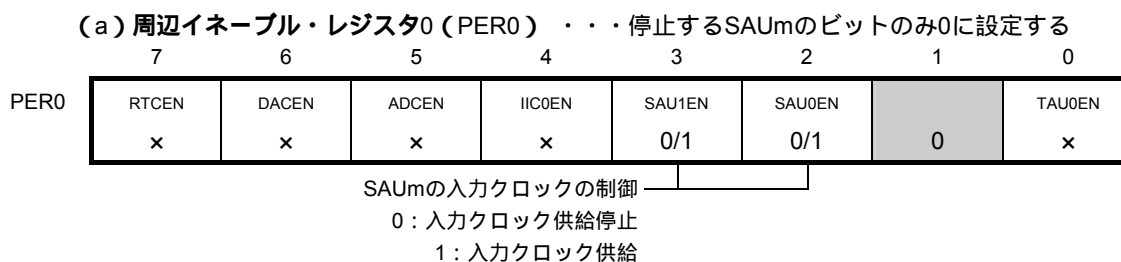 (a)周辺イネーブル・レジスタ0(PER0) ・・・停止するSAUmのビットのみ0に設定する
7 6 5 4 3 2 1 0
PER0 RTCEN DACEN ADCEN IIC0EN SAU1EN SAU0EN TAU0EN
× × × × 0/1 0/1 0 ×
SAUmの入力クロックの制御
0：入力クロック供給停止
1：入力クロック供給